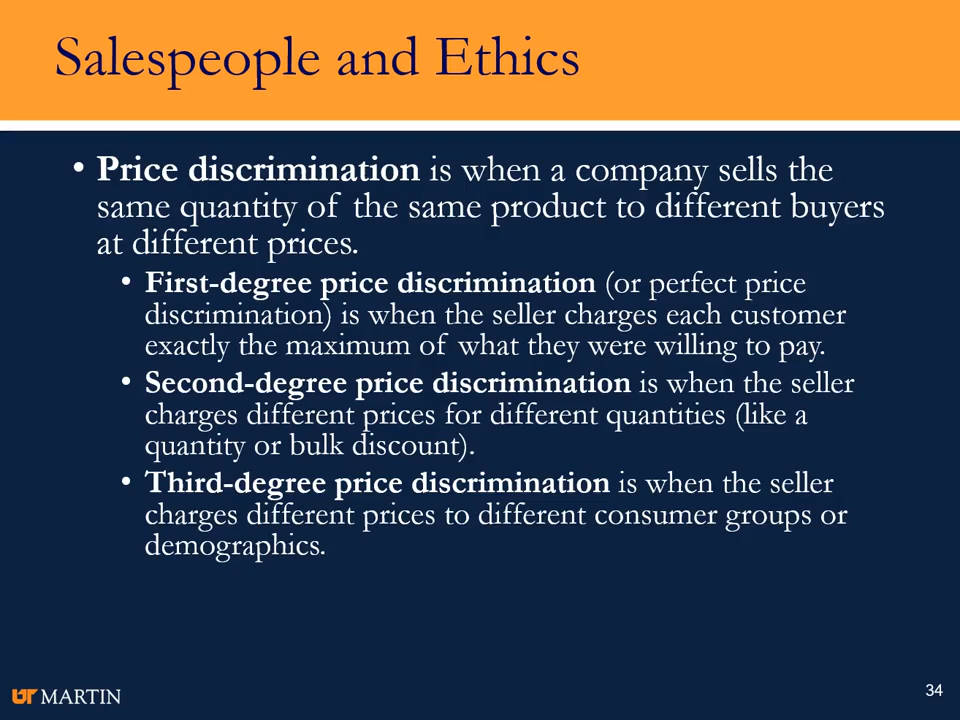 Salespeople and Ethics
• Price discrimination is when a company sells the
same quantity of the same product to different buyers
at different prices.
• First-degree price discrimination (or perfect price
discrimination) is when the seller charges each customer
exactly the maximum of what they were willing to pay.
• Second-degree price discrimination is when the seller
charges different prices for different quantities (like a
quantity or bulk discount).
• Third-degree price discrimination is when the seller
charges different prices to different consumer groups or
demographics.
UT MARTIN
34